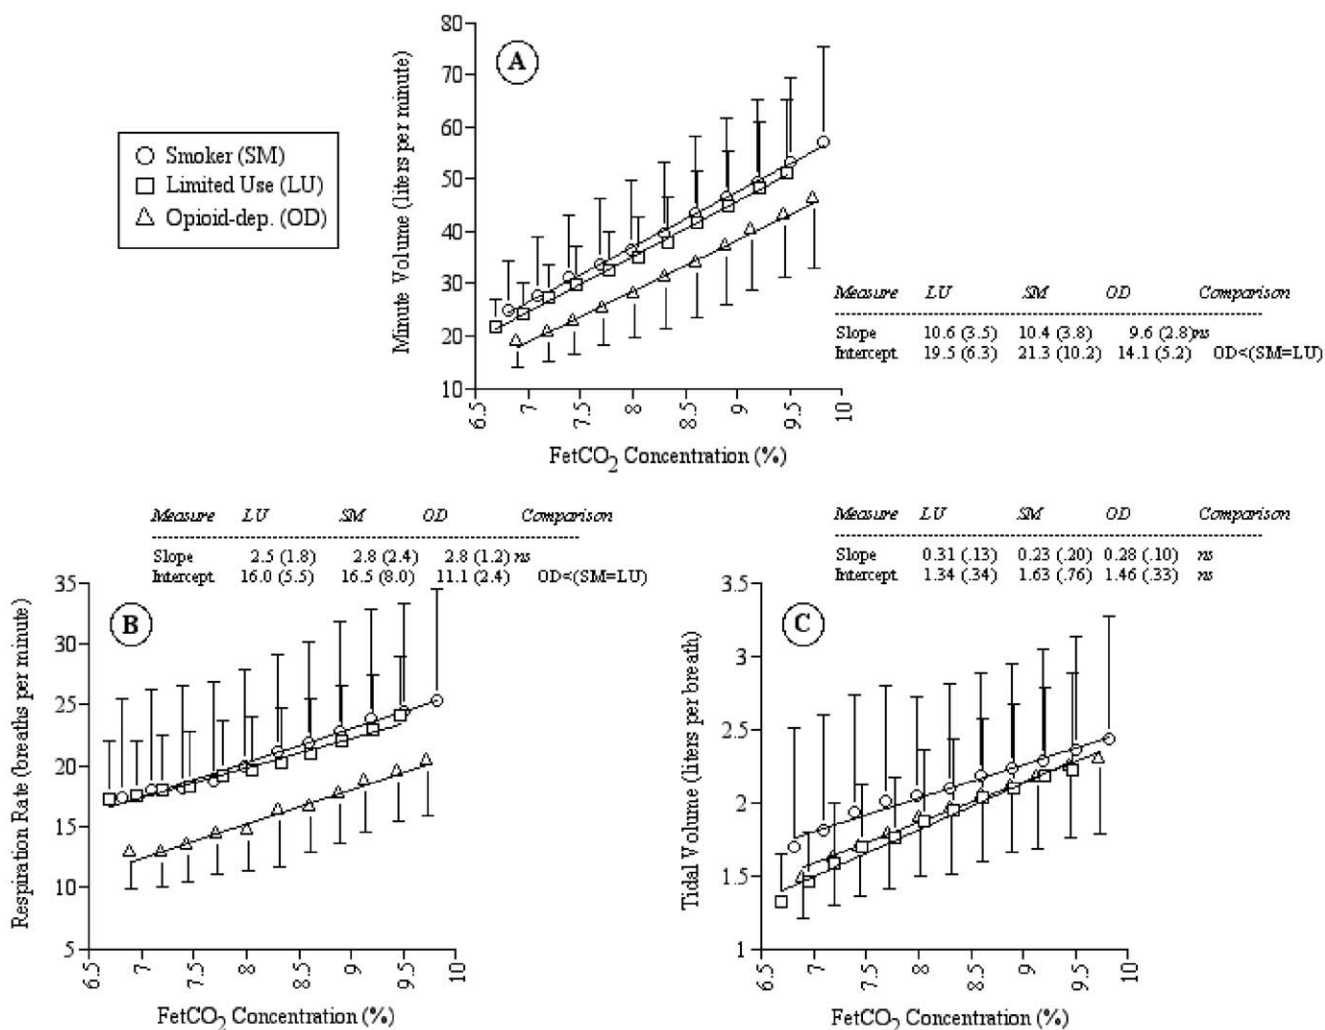 A
Minute Volume (liters per minute)
80
70
60
50
40
30
20
10
6.5
7
7.5
8
8.5
9
9.5
10
FetCO2 Concentration (%)
Smoker (SM)
Limited Use (LU)
Opioid-dep. (OD)
Measure LU SM OD Comparison
Slope 10.6 (3.5) 10.4 (3.8) 9.6 (2.8) ns
Intercept 19.5 (6.3) 21.3 (10.2) 14.1 (5.2) OD<(SM=LU)
Measure LU SM OD Comparison
Slope 2.5 (1.8) 2.8 (2.4) 2.8 (1.2) ns
Intercept 16.0 (5.5) 16.5 (8.0) 11.1 (2.4) OD<(SM=LU)
B
Respiration Rate (breaths per minute)
35
30
25
20
15
10
5
6.5
7
7.5
8
8.5
9
9.5
10
FetCO2 Concentration (%)
Measure LU SM OD Comparison
Slope 0.31 (.13) 0.23 (.20) 0.28 (.10) ns
Intercept 1.34 (.34) 1.63 (.76) 1.46 (.33) ns
C
Tidal Volume (liters per breath)
3.5
3
2.5
2
1.5
1
6.5
7
7.5
8
8.5
9
9.5
10
FetCO2 Concentration (%)